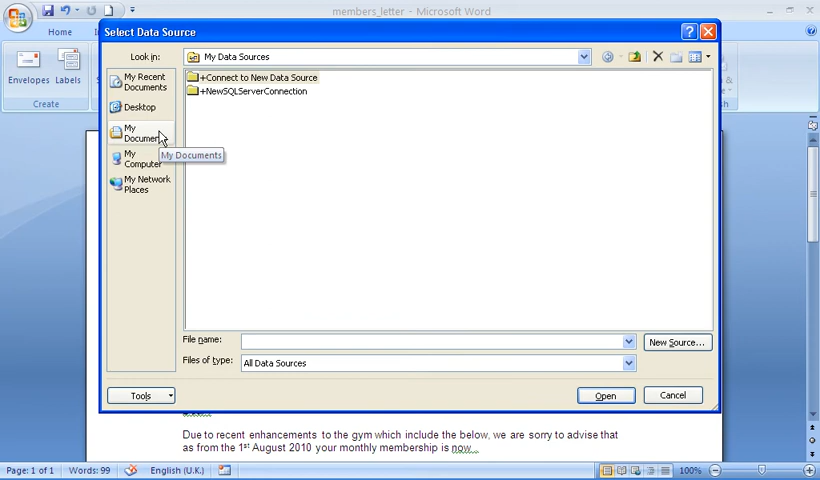 members_letter - Microsoft Word
Home
Envelopes Labels
Create
Select Data Source
Look in: My Data Sources
My Recent
Documents
Desktop
My
Documen
My
Computer
My Network
Places
My Documents
+Connect to New Data Source
+NewSQLServerConnection
File name:
New Source...
Files of type: All Data Sources
Tools Open Cancel
Due to recent enhancements to the gym which include the below, we are sorry to advise that
as from the 1st August 2010 your monthly membership is now...
Page: 1 of 1 Words: 99 English (U.K.) 100%